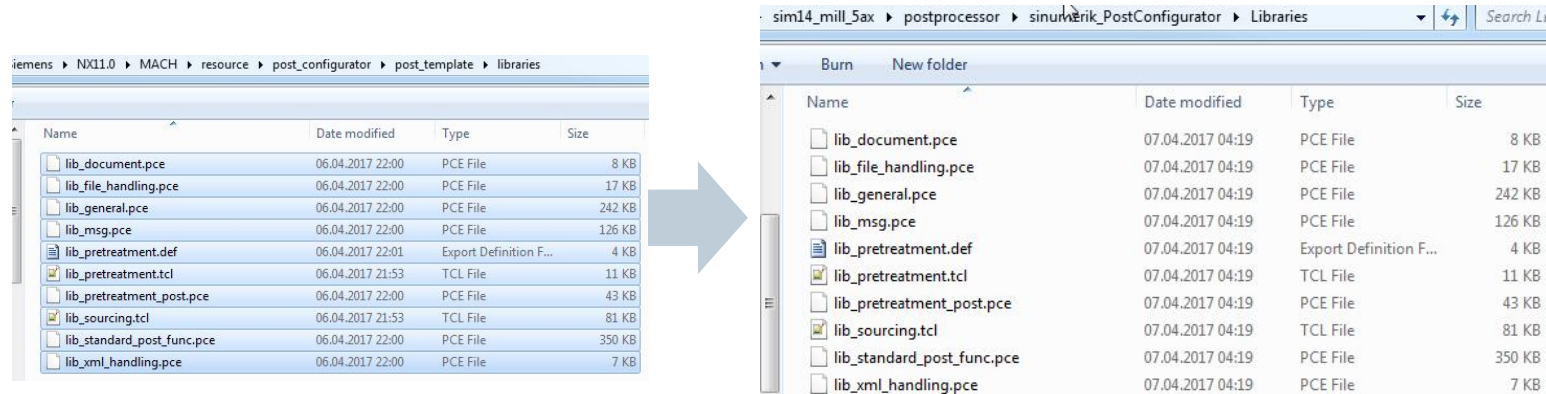 iemens ▸ NX11.0 ▸ MACH ▸ resource ▸ post_configurator ▸ post_template ▸ libraries
Name Date modified Type Size
lib_document.pce 06.04.2017 22:00 PCE File 8 KB
lib_file_handling.pce 06.04.2017 22:00 PCE File 17 KB
lib_general.pce 06.04.2017 22:00 PCE File 242 KB
lib_msg.pce 06.04.2017 22:00 PCE File 126 KB
lib_pretreatment.def 06.04.2017 22:01 Export Definition F... 4 KB
lib_pretreatment.tcl 06.04.2017 21:53 TCL File 11 KB
lib_pretreatment_post.pce 06.04.2017 22:00 PCE File 43 KB
lib_sourcing.tcl 06.04.2017 21:53 TCL File 81 KB
lib_standard_post_func.pce 06.04.2017 22:00 PCE File 350 KB
lib_xml_handling.pce 06.04.2017 22:00 PCE File 7 KB
sim14_mill_5ax ▸ postprocessor ▸ sinumerik_PostConfigurator ▸ Libraries Search Li
Burn New folder
Name Date modified Type Size
lib_document.pce 07.04.2017 04:19 PCE File 8 KB
lib_file_handling.pce 07.04.2017 04:19 PCE File 17 KB
lib_general.pce 07.04.2017 04:19 PCE File 242 KB
lib_msg.pce 07.04.2017 04:19 PCE File 126 KB
lib_pretreatment.def 07.04.2017 04:19 Export Definition F... 4 KB
lib_pretreatment.tcl 07.04.2017 04:19 TCL File 11 KB
lib_pretreatment_post.pce 07.04.2017 04:19 PCE File 43 KB
lib_sourcing.tcl 07.04.2017 04:19 TCL File 81 KB
lib_standard_post_func.pce 07.04.2017 04:19 PCE File 350 KB
lib_xml_handling.pce 07.04.2017 04:19 PCE File 7 KB